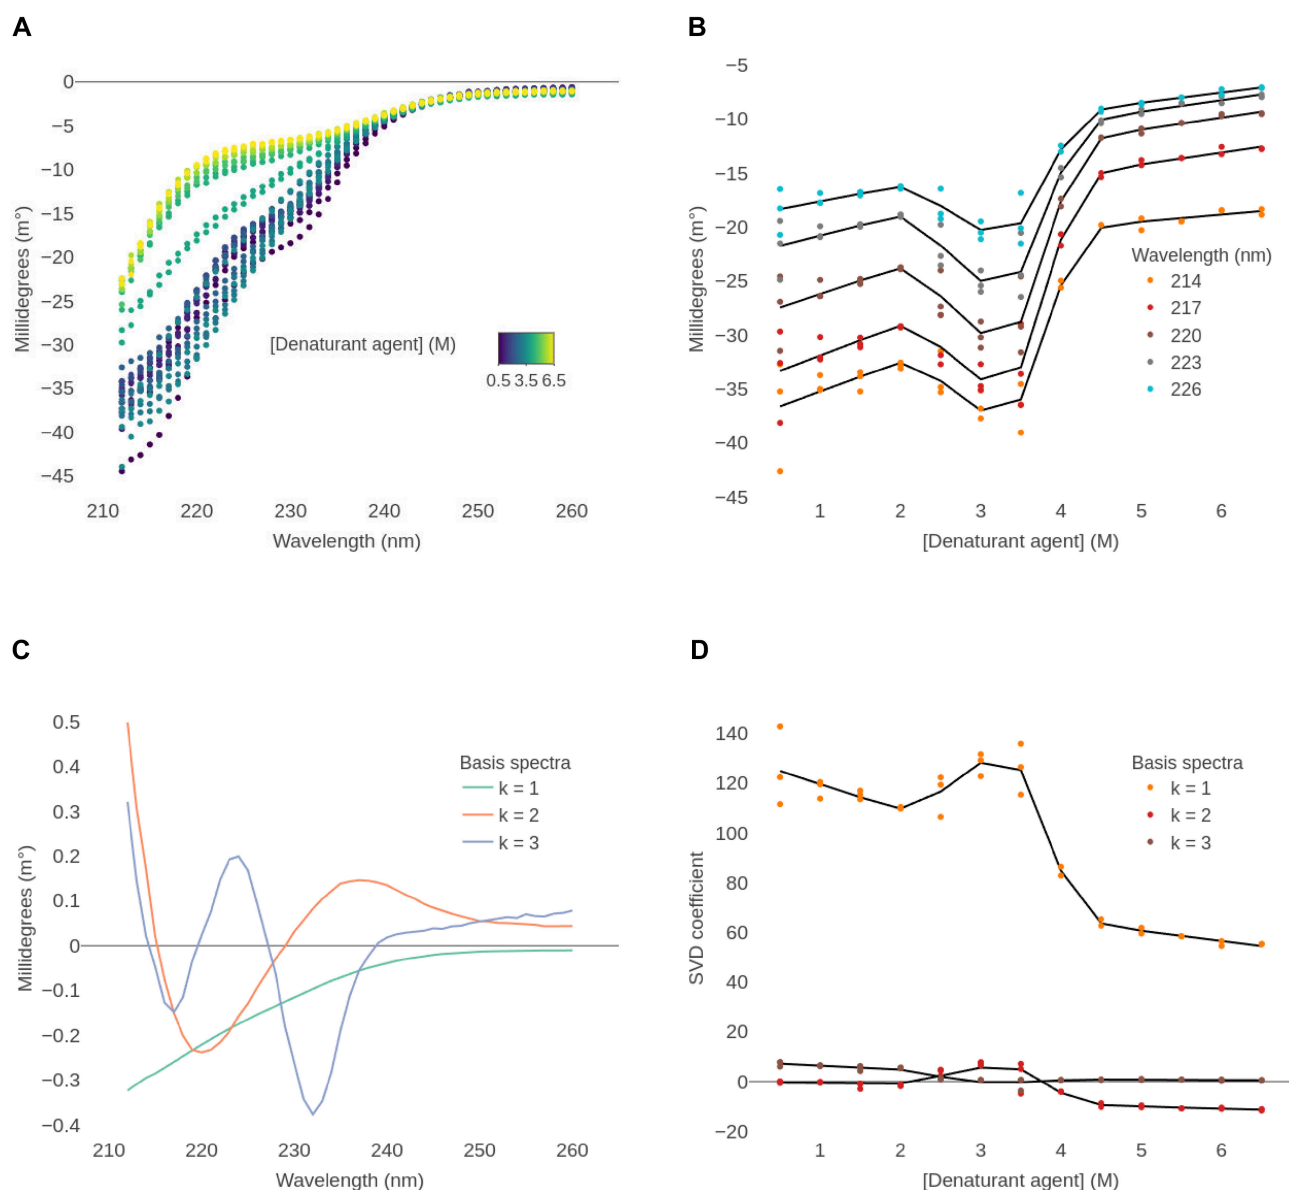 A
0
−5
−10
−15
−20
−25
−30
−35
−40
−45
Millidegrees (m°)
[Denaturant agent] (M)
0.5 3.5 6.5
210 220 230 240 250 260
Wavelength (nm)
B
−5
−10
−15
−20
−25
−30
−35
−40
−45
Millidegrees (m°)
Wavelength (nm)
214
217
220
223
226
1 2 3 4 5 6
[Denaturant agent] (M)
C
0.5
0.4
0.3
0.2
0.1
0
−0.1
−0.2
−0.3
−0.4
Millidegrees (m°)
Basis spectra
k = 1
k = 2
k = 3
210 220 230 240 250 260
Wavelength (nm)
D
140
120
100
80
60
40
20
0
−20
SVD coefficient
Basis spectra
k = 1
k = 2
k = 3
1 2 3 4 5 6
[Denaturant agent] (M)